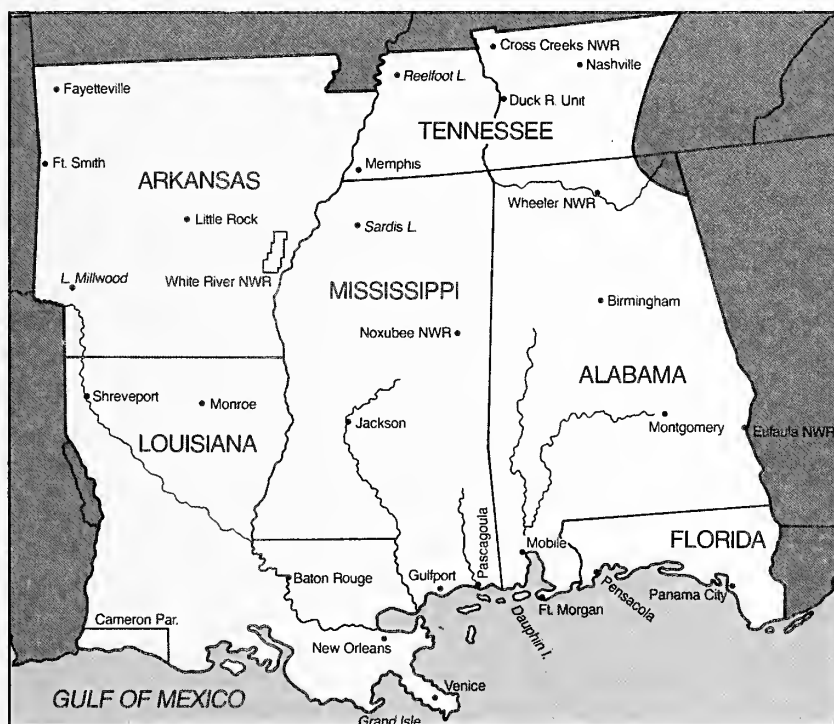 Cross Creeks NWR
Nashville
Reelfoot L.
Fayetteville
Duck R. Unit
TENNESSEE
Ft. Smith
Memphis
ARKANSAS
Wheeler NWR
Little Rock
Sardis L.
L. Millwood
White River NWR
MISSISSIPPI
Birmingham
Noxubee NWR
ALABAMA
Shreveport
Monroe
Montgomery
Jackson
Eufaula NWR
LOUISIANA
Pascagoula
Mobile
FLORIDA
Baton Rouge
Gulfport
Dauphin I.
Ft. Morgan
Pensacola
Panama City
Cameron Par.
New Orleans
Venice
GULF OF MEXICO
Grand Isle